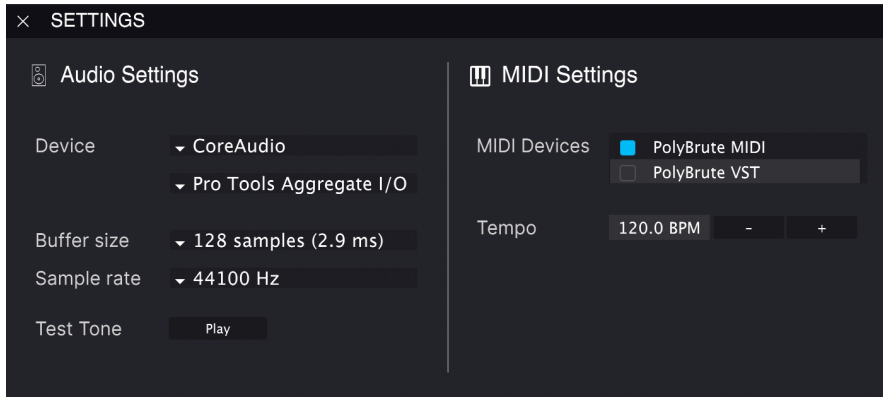 SETTINGS
Audio Settings
Device
CoreAudio
Pro Tools Aggregate I/O
Buffer size
128 samples (2.9 ms)
Sample rate
44100 Hz
Test Tone
Play
MIDI Settings
MIDI Devices
PolyBrute MIDI
PolyBrute VST
Tempo
120.0 BPM
-
+